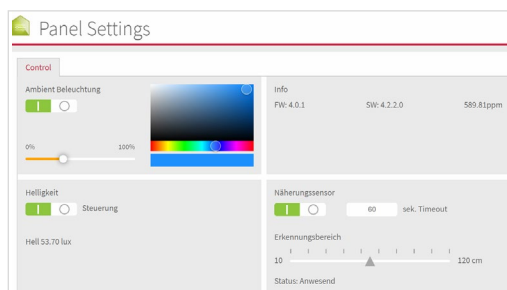 Panel Settings
Control
Ambient Beleuchtung
0% 100%
Info
FW: 4.0.1 SW: 4.2.2.0 589.81ppm
Helligkeit
Steuerung
Hell 53.70 lux
Näherungssensor
60 sek. Timeout
Erkennungsbereich
10 120 cm
Status: Anwesend